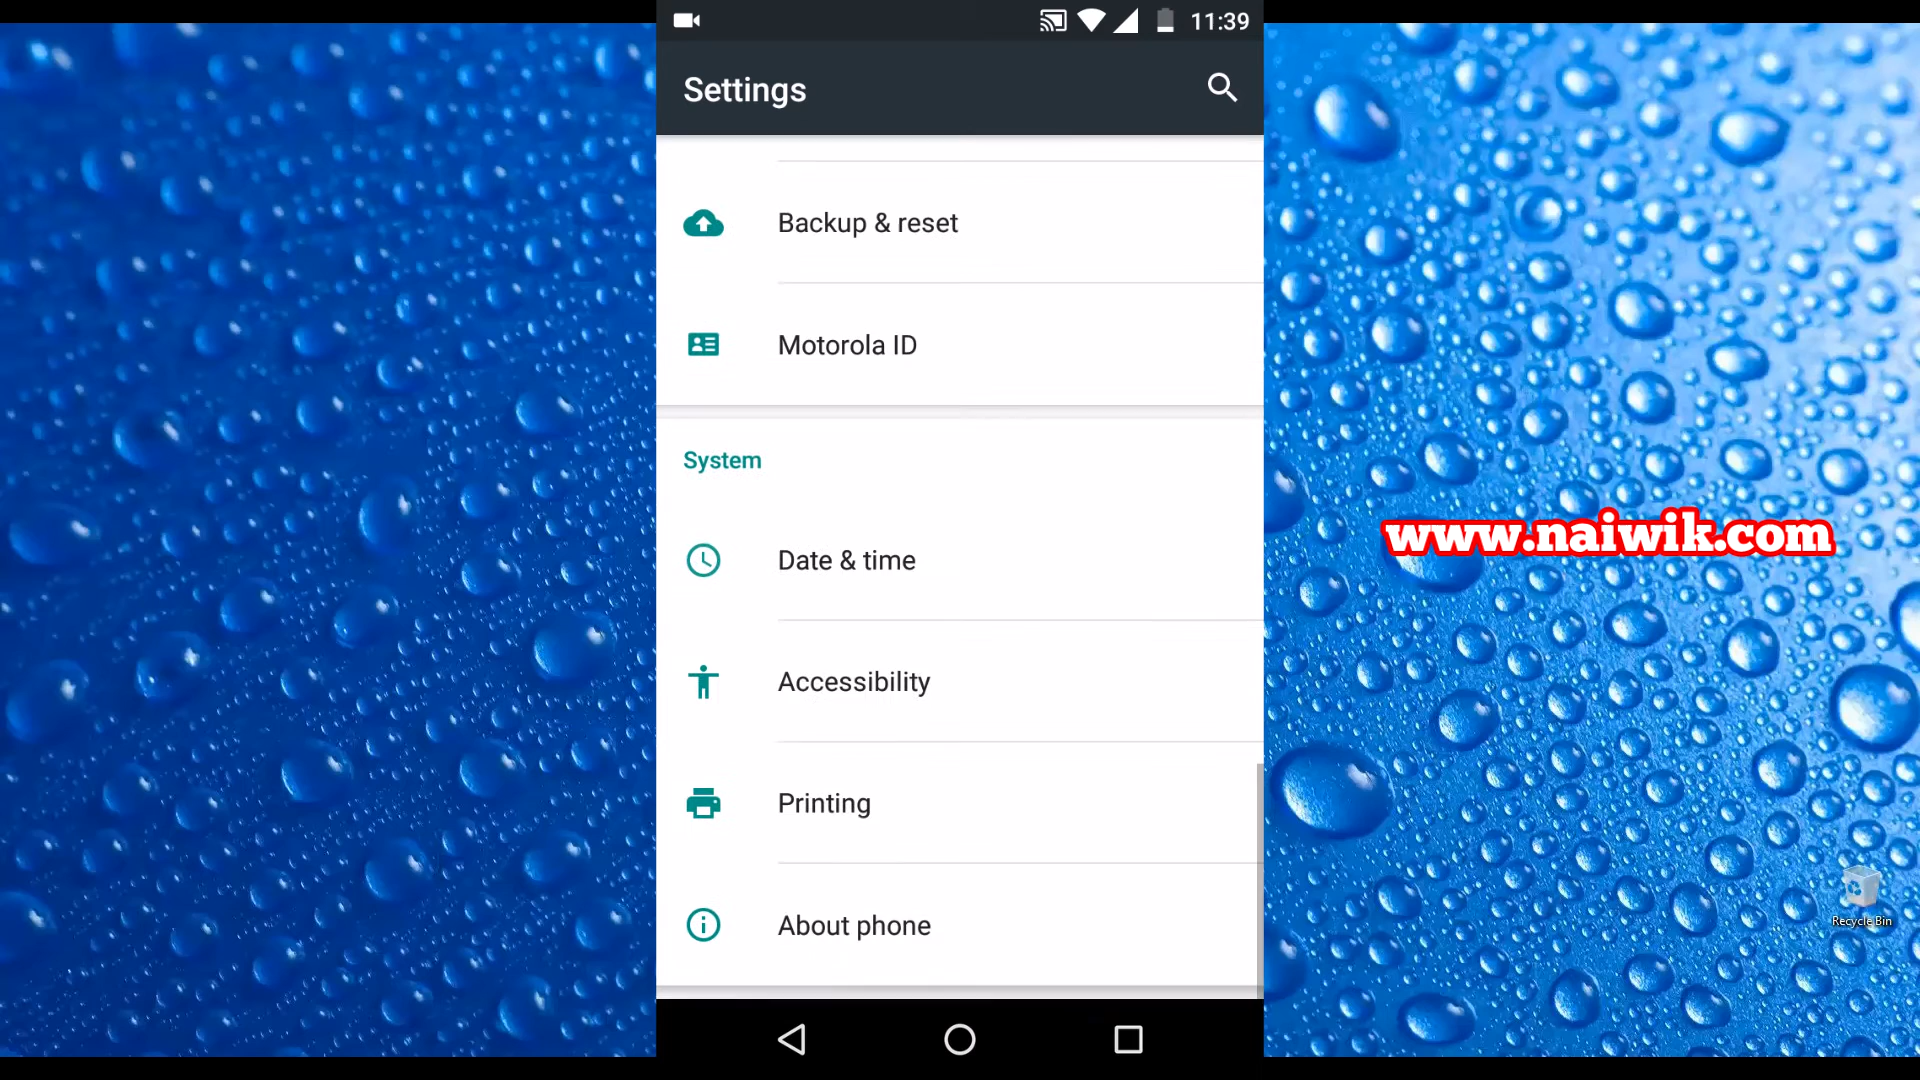 11:39
Settings
Backup & reset
Motorola ID
System
Date & time
www.naiwik.com
Accessibility
Printing
About phone
Recycle Bin